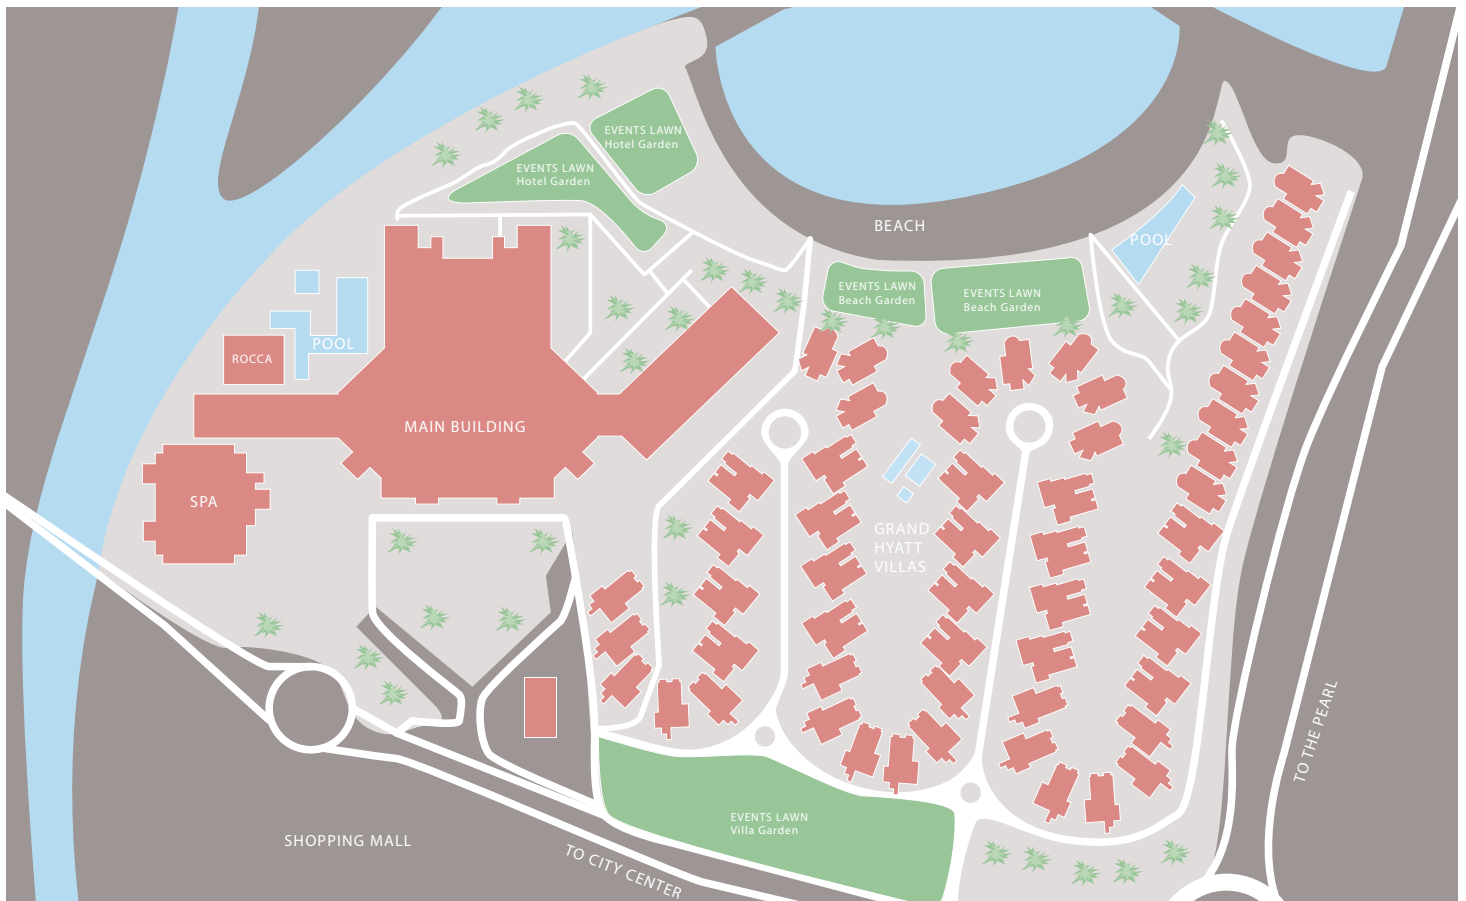 EVENTS LAWN
Hotel Garden
EVENTS LAWN
Hotel Garden
BEACH
POOL
EVENTS LAWN
Beach Garden
EVENTS LAWN
Beach Garden
POOL
ROCCA
MAIN BUILDING
SPA
GRAND
HYATT
VILLAS
TO THE PEARL
EVENTS LAWN
Villa Garden
SHOPPING MALL
TO CITY CENTER